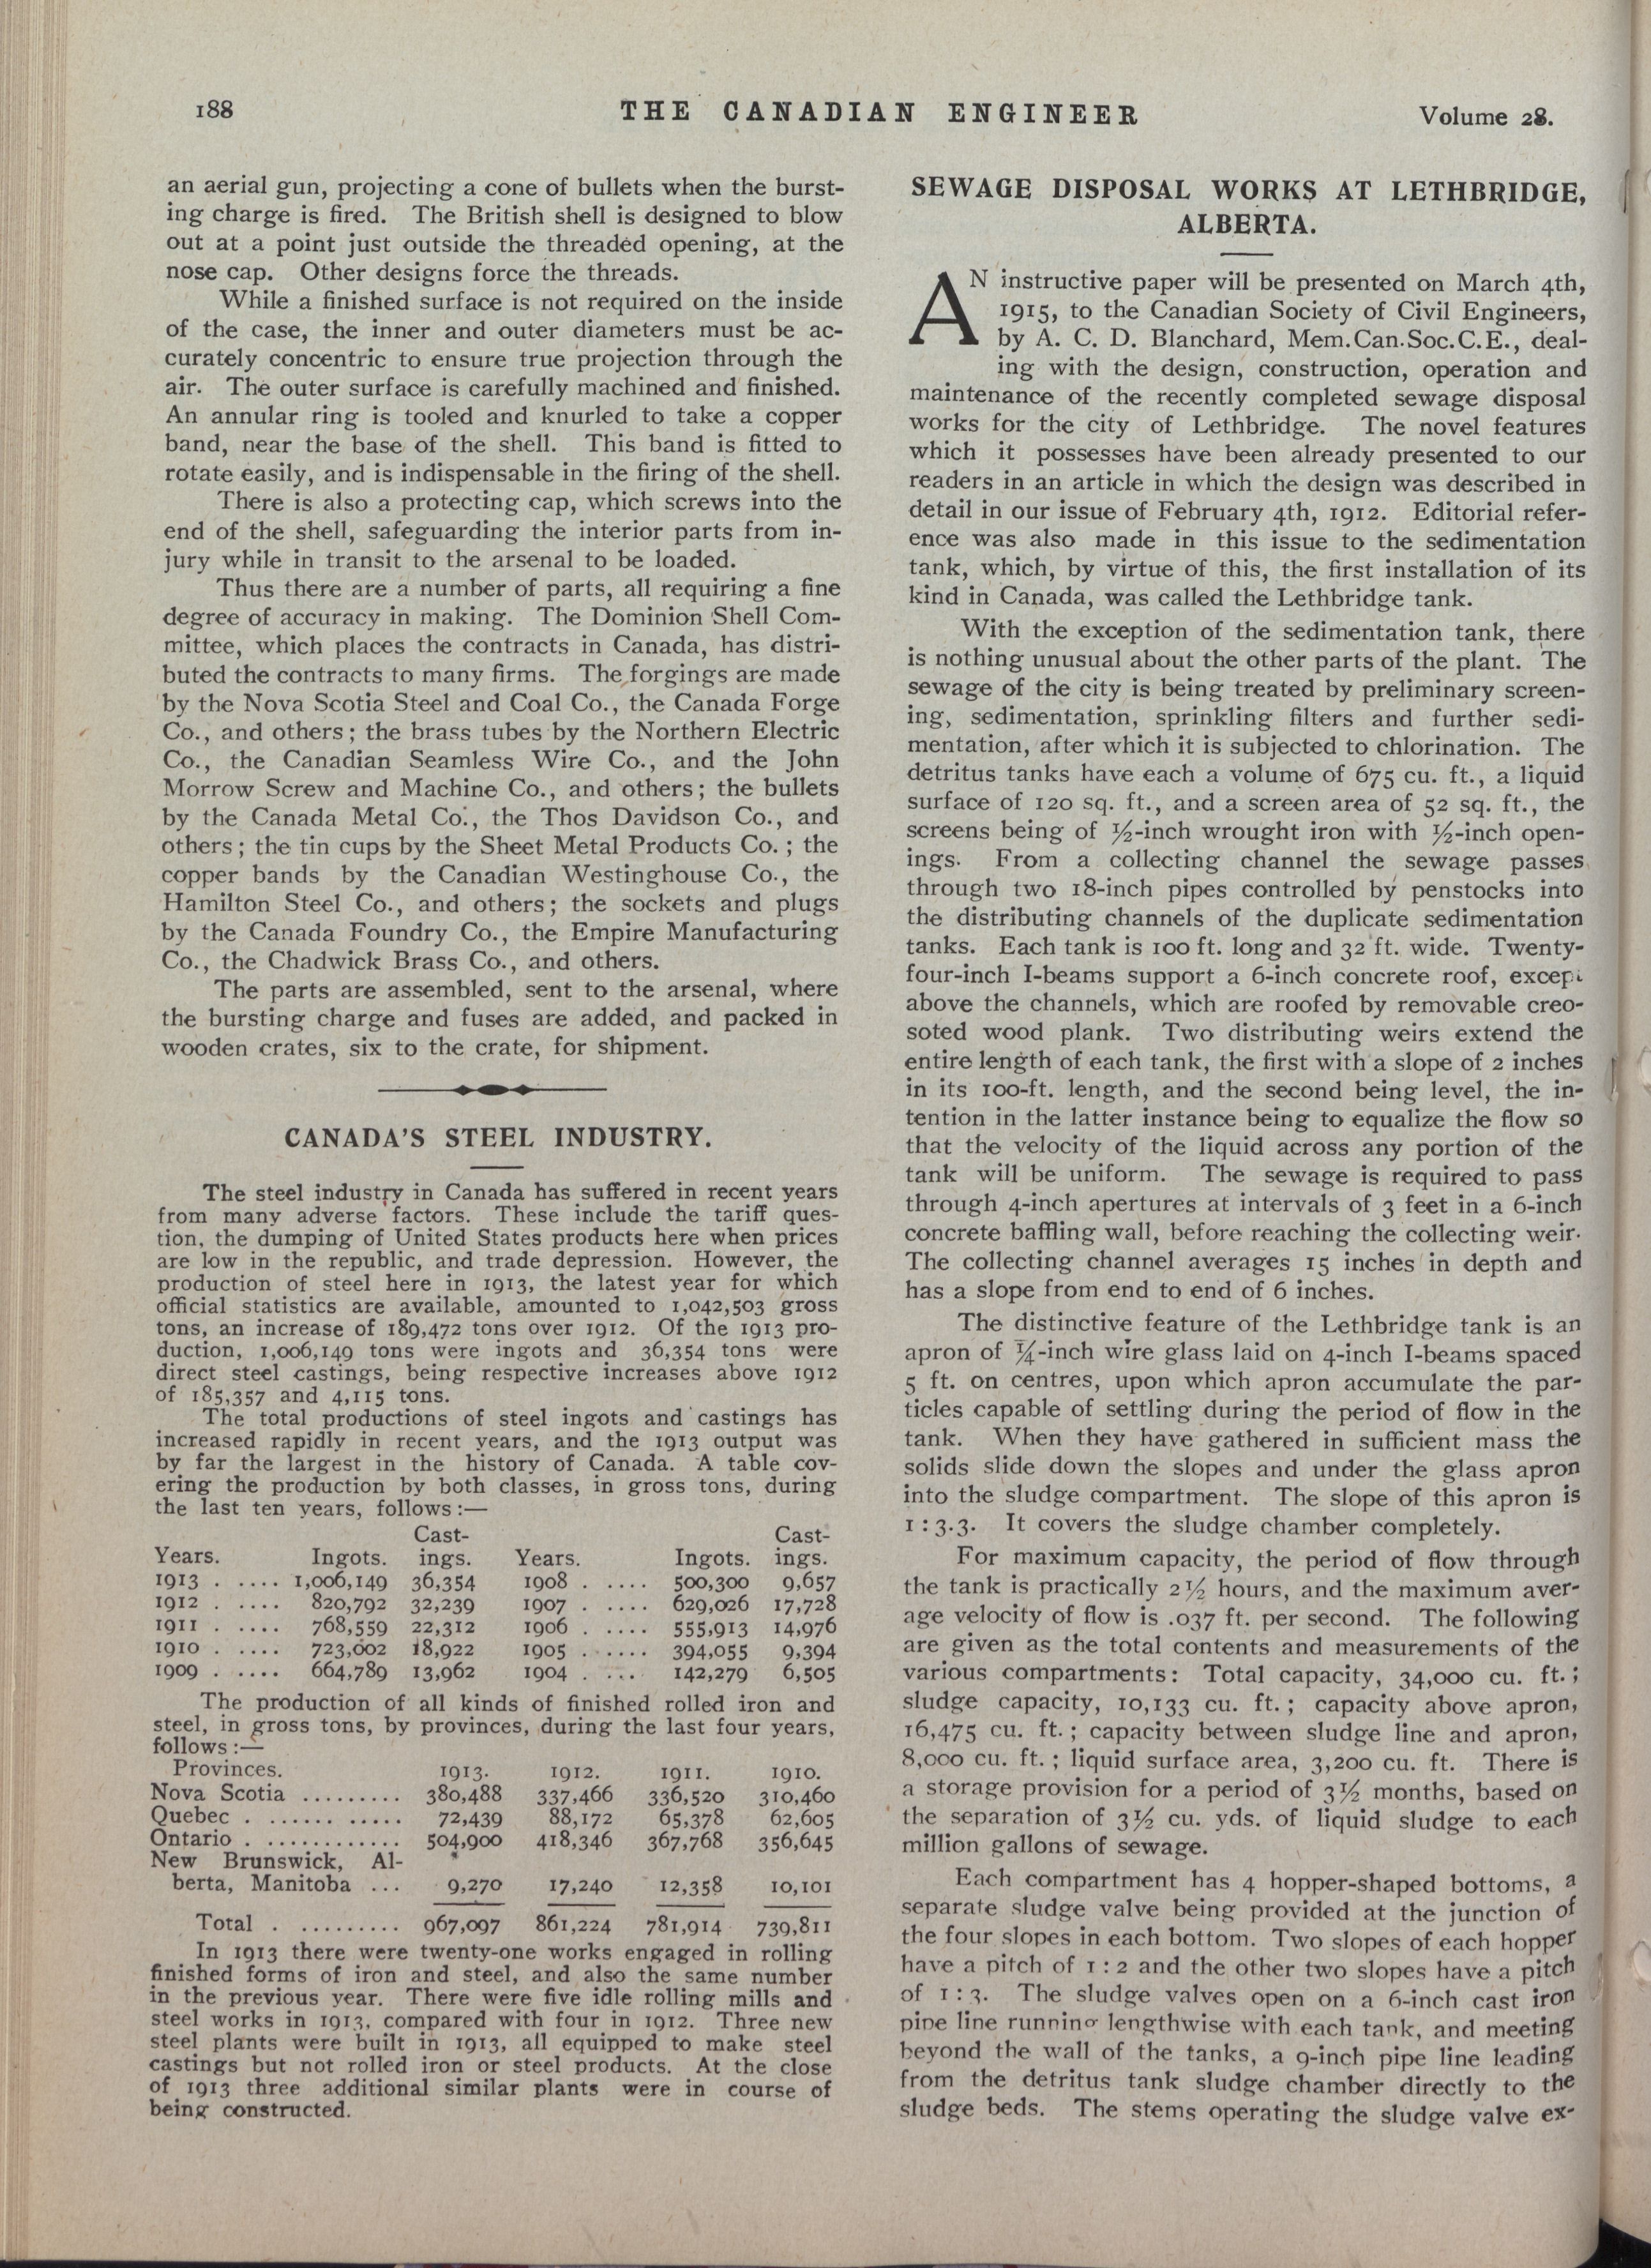 188
THE CANADIAN ENGINEER
Volume 28.
an aerial gun, projecting a cone of bullets when the burst-
ing charge is fired. The British shell is designed to blow
out at a point just outside the threaded opening, at the
nose cap. Other designs force the threads.
While a finished surface is not required on the inside
of the case, the inner and outer diameters must be ac-
curately concentric to ensure true projection through the
air. The outer surface is carefully machined and finished.
An annular ring is tooled and knurled to take a copper
band, near the base of the shell. This band is fitted to
rotate easily, and is indispensable in the firing of the shell.
There is also a protecting cap, which screws into the
end of the shell, safeguarding the interior parts from in-
jury while in transit to the arsenal to be loaded.
Thus there are a number of parts, all requiring a fine
degree of accuracy in making. The Dominion Shell Com-
mittee, which places the contracts in Canada, has distri-
buted the contracts to many firms. The forgings are made
by the Nova Scotia Steel and Coal Co., the Canada Forge
Co., and others; the brass tubes by the Northern Electric
Co., the Canadian Seamless Wire Co., and the John
Morrow Screw and Machine Co., and others; the bullets
by the Canada Metal Co., the Thos Davidson Co., and
others; the tin cups by the Sheet Metal Products Co.; the
copper bands by the Canadian Westinghouse Co., the
Hamilton Steel Co., and others; the sockets and plugs
by the Canada Foundry Co., the Empire Manufacturing
Co., the Chadwick Brass Co., and others.
The parts are assembled, sent to the arsenal, where
the bursting charge and fuses are added, and packed in
wooden crates, six to the crate, for shipment.
CANADA'S STEEL INDUSTRY.
The steel industry in Canada has suffered in recent years
from many adverse factors. These include the tariff ques-
tion, the dumping of United States products here when prices
are low in the republic, and trade depression. However, the
production of steel here in 1913, the latest year for which
official statistics are available, amounted to 1,042,503 gross
tons, an increase of 189,472 tons over 1912. Of the 1913 pro-
duction, 1,006,149 tons were ingots and 36,354 tons were
direct steel castings, being respective increases above 1912
of 185,357 and 4,115 tons.
The total productions of steel ingots and castings has
increased rapidly in recent years, and the 1913 output was
by far the largest in the history of Canada. A table cov-
ering the production by both classes, in gross tons, during
the last ten years, follows:—
Cast- Cast-
Years. Ingots. ings. Years. Ingots. ings.
1913 . .... 1,006,149 36,354 1908 . .... 500,300 9,657
1912 . .... 820,792 32,239 1907 . .... 629,026 17,728
1911 . .... 768,559 22,312 1906 . .... 555,913 14,976
1910 . .... 723,002 18,922 1905 . .... 394,055 9,394
1909 . .... 664,789 13,962 1904 . ... 142,279 6,505
The production of all kinds of finished rolled iron and
steel, in gross tons, by provinces, during the last four years,
follows:—
Provinces. 1913. 1912. 1911. 1910.
Nova Scotia ......... 380,488 337,466 336,520 310,460
Quebec . ...... ..... 72,439 88,172 65,378 62,605
Ontario . ............ 504,900 418,346 367,768 356,645
New Brunswick, Al-
berta, Manitoba ... 9,270 17,240 12,358 10,101
Total . ......... 967,097 861,224 781,914 739,811
In 1913 there were twenty-one works engaged in rolling
finished forms of iron and steel, and also the same number
in the previous year. There were five idle rolling mills and
steel works in 1913, compared with four in 1912. Three new
steel plants were built in 1913, all equipped to make steel
castings but not rolled iron or steel products. At the close
of 1913 three additional similar plants were in course of
being constructed.
SEWAGE DISPOSAL WORKS AT LETHBRIDGE,
ALBERTA.
AN instructive paper will be presented on March 4th,
1915, to the Canadian Society of Civil Engineers,
by A. C. D. Blanchard, Mem.Can.Soc.C.E., deal-
ing with the design, construction, operation and
maintenance of the recently completed sewage disposal
works for the city of Lethbridge. The novel features
which it possesses have been already presented to our
readers in an article in which the design was described in
detail in our issue of February 4th, 1912. Editorial refer-
ence was also made in this issue to the sedimentation
tank, which, by virtue of this, the first installation of its
kind in Canada, was called the Lethbridge tank.
With the exception of the sedimentation tank, there
is nothing unusual about the other parts of the plant. The
sewage of the city is being treated by preliminary screen-
ing, sedimentation, sprinkling filters and further sedi-
mentation, after which it is subjected to chlorination. The
detritus tanks have each a volume of 675 cu. ft., a liquid
surface of 120 sq. ft., and a screen area of 52 sq. ft., the
screens being of ½-inch wrought iron with ½-inch open-
ings. From a collecting channel the sewage passes
through two 18-inch pipes controlled by penstocks into
the distributing channels of the duplicate sedimentation
tanks. Each tank is 100 ft. long and 32 ft. wide. Twenty-
four-inch I-beams support a 6-inch concrete roof, except
above the channels, which are roofed by removable creo-
soted wood plank. Two distributing weirs extend the
entire length of each tank, the first with a slope of 2 inches
in its 100-ft. length, and the second being level, the in-
tention in the latter instance being to equalize the flow so
that the velocity of the liquid across any portion of the
tank will be uniform. The sewage is required to pass
through 4-inch apertures at intervals of 3 feet in a 6-inch
concrete baffling wall, before reaching the collecting weir.
The collecting channel averages 15 inches in depth and
has a slope from end to end of 6 inches.
The distinctive feature of the Lethbridge tank is an
apron of ¼-inch wire glass laid on 4-inch I-beams spaced
5 ft. on centres, upon which apron accumulate the par-
ticles capable of settling during the period of flow in the
tank. When they have gathered in sufficient mass the
solids slide down the slopes and under the glass apron
into the sludge compartment. The slope of this apron is
1:3.3. It covers the sludge chamber completely.
For maximum capacity, the period of flow through
the tank is practically 2½ hours, and the maximum aver-
age velocity of flow is .037 ft. per second. The following
are given as the total contents and measurements of the
various compartments: Total capacity, 34,000 cu. ft.;
sludge capacity, 10,133 cu. ft.; capacity above apron,
16,475 cu. ft.; capacity between sludge line and apron,
8,000 cu. ft.; liquid surface area, 3,200 cu. ft. There is
a storage provision for a period of 3½ months, based on
the separation of 3½ cu. yds. of liquid sludge to each
million gallons of sewage.
Each compartment has 4 hopper-shaped bottoms, a
separate sludge valve being provided at the junction of
the four slopes in each bottom. Two slopes of each hopper
have a pitch of 1:2 and the other two slopes have a pitch
of 1:3. The sludge valves open on a 6-inch cast iron
pipe line running lengthwise with each tank, and meeting
beyond the wall of the tanks, a 9-inch pipe line leading
from the detritus tank sludge chamber directly to the
sludge beds. The stems operating the sludge valve ex-